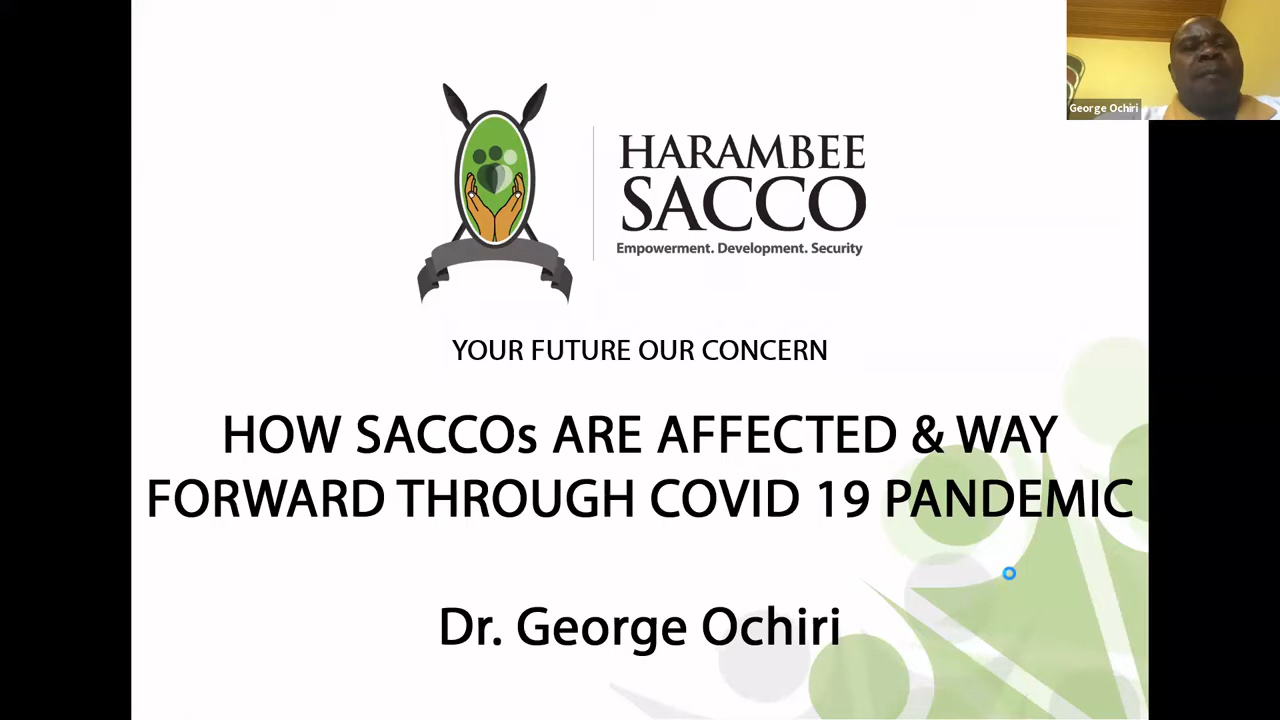 George Ochiri
HARAMBEE
SACCO
Empowerment. Development. Security
YOUR FUTURE OUR CONCERN
HOW SACCOs ARE AFFECTED & WAY
FORWARD THROUGH COVID 19 PANDEMIC
Dr. George Ochiri